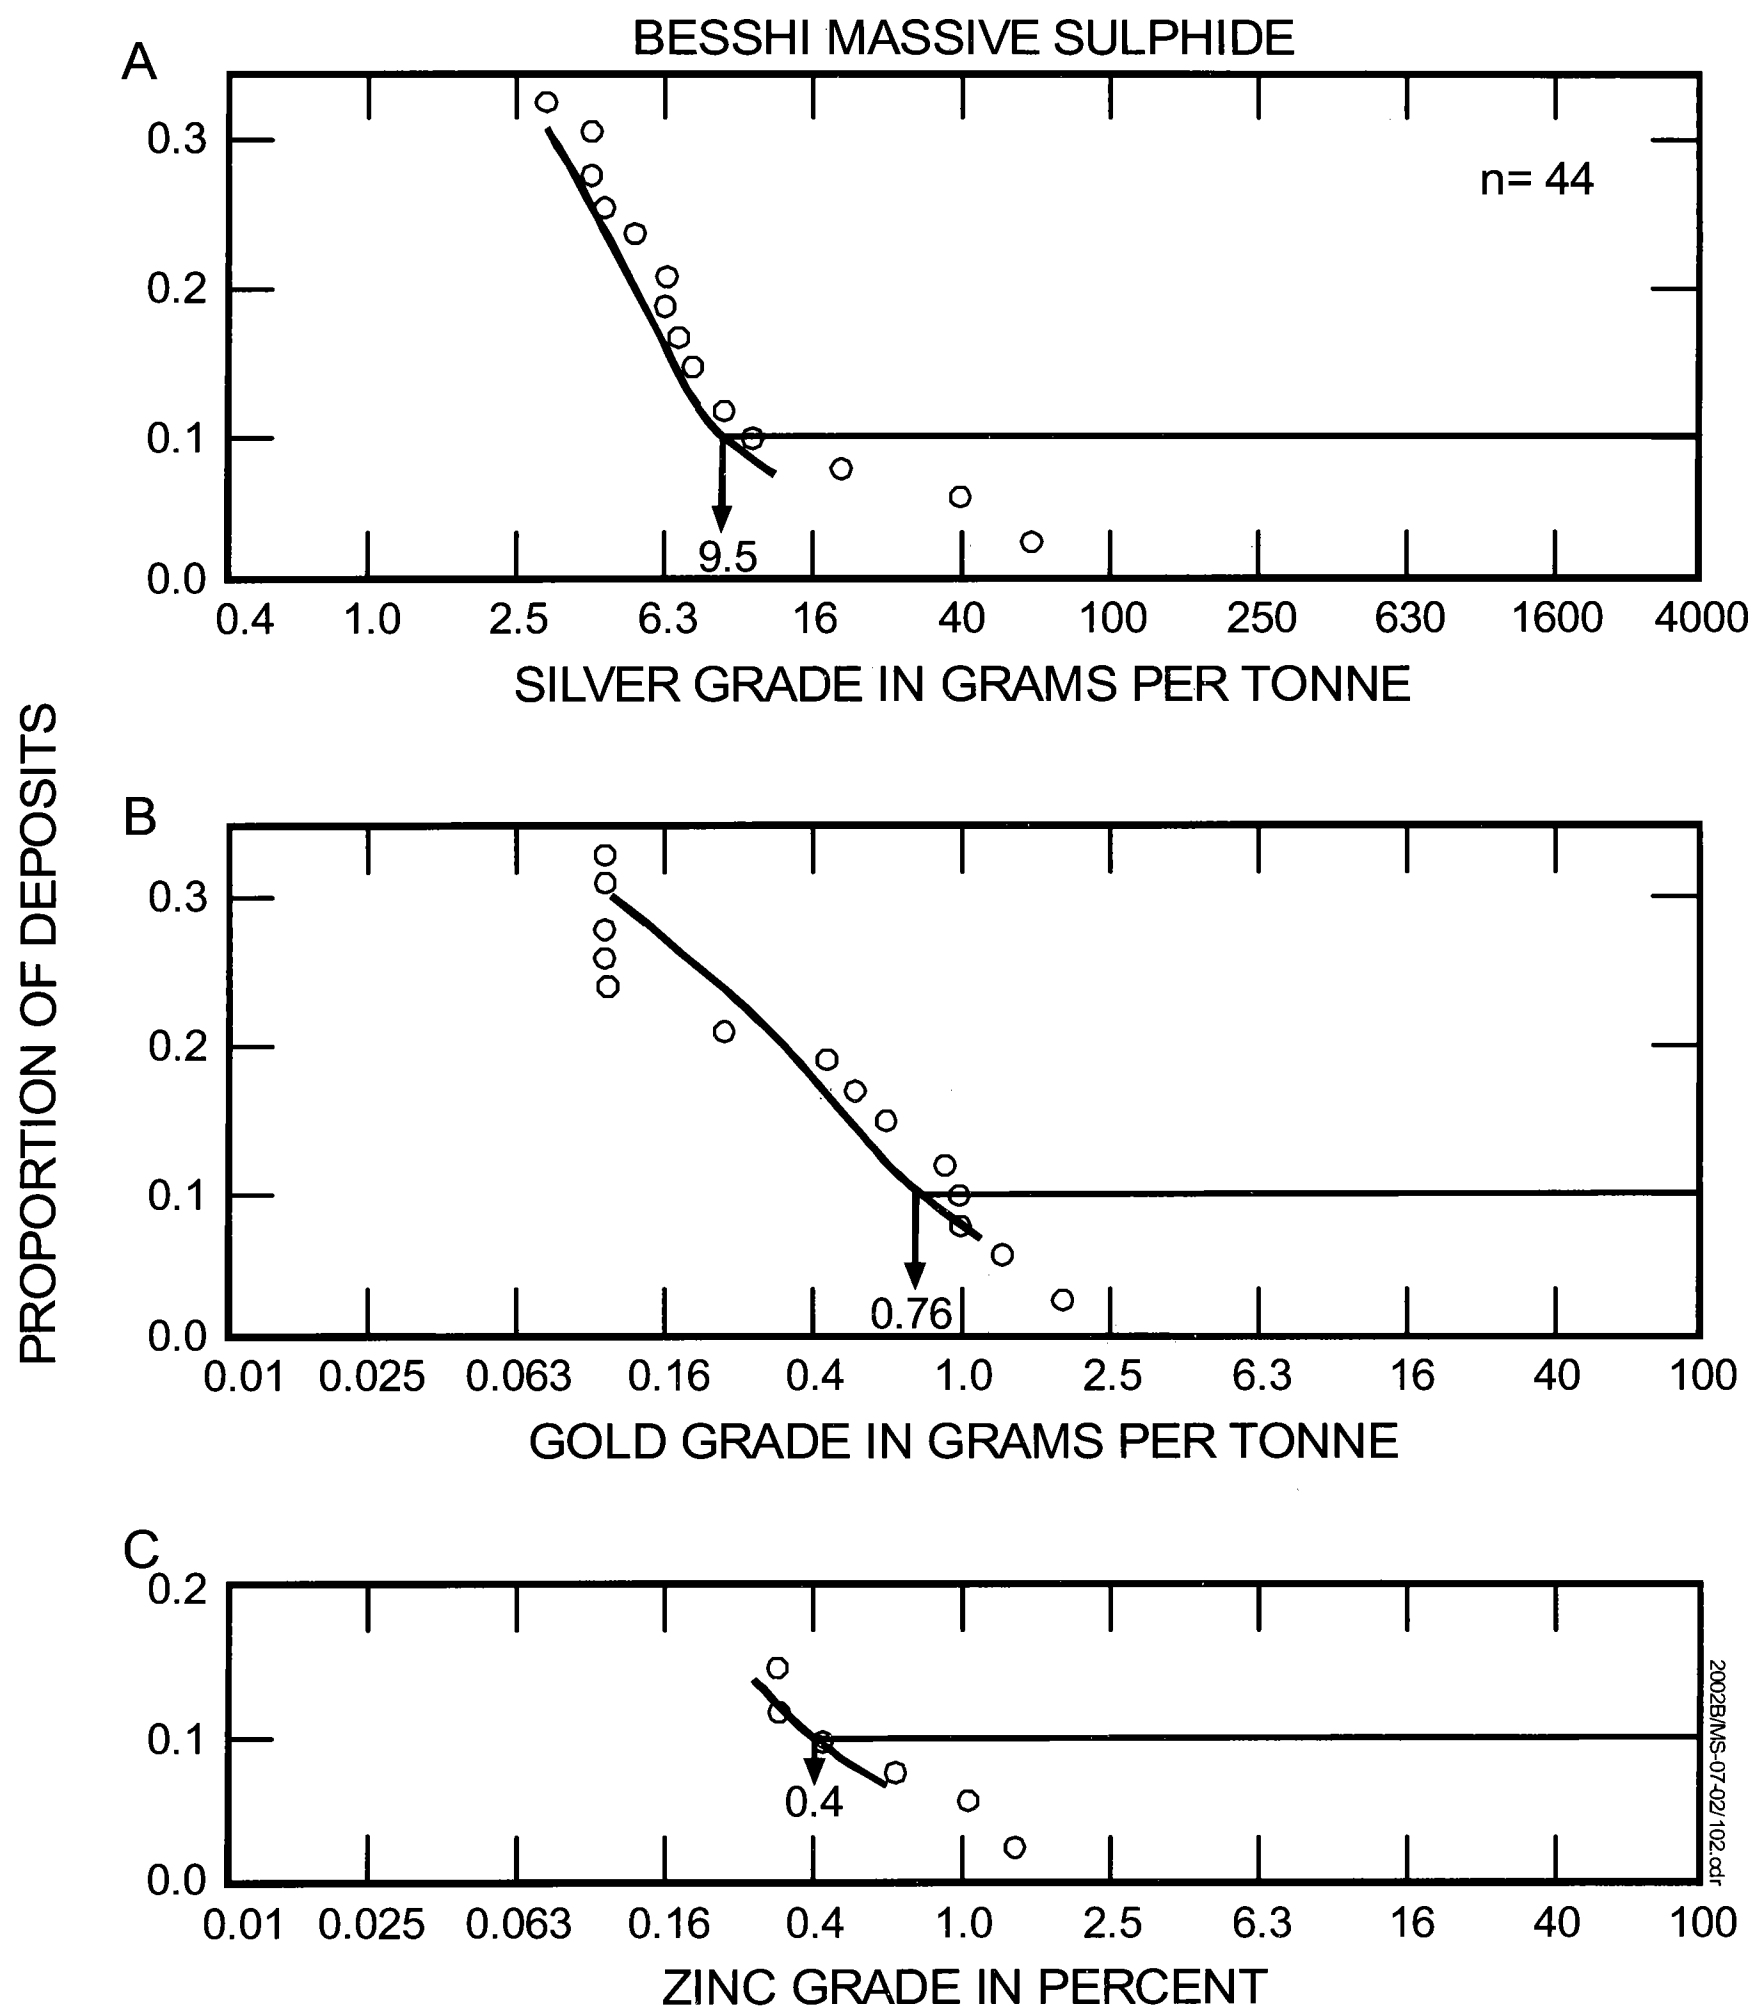 BESSHI MASSIVE SULPHIDE
A
0.3
n= 44
0.2
0.1
9.5
0.0
0.4 1.0 2.5 6.3 16 40 100 250 630 1600 4000
SILVER GRADE IN GRAMS PER TONNE
PROPORTION OF DEPOSITS
B
0.3
0.2
0.1
0.76
0.0
0.01 0.025 0.063 0.16 0.4 1.0 2.5 6.3 16 40 100
GOLD GRADE IN GRAMS PER TONNE
C
0.2
0.1
0.4
0.0
0.01 0.025 0.063 0.16 0.4 1.0 2.5 6.3 16 40 100
ZINC GRADE IN PERCENT
2002B/MS-07-02/102.cdr